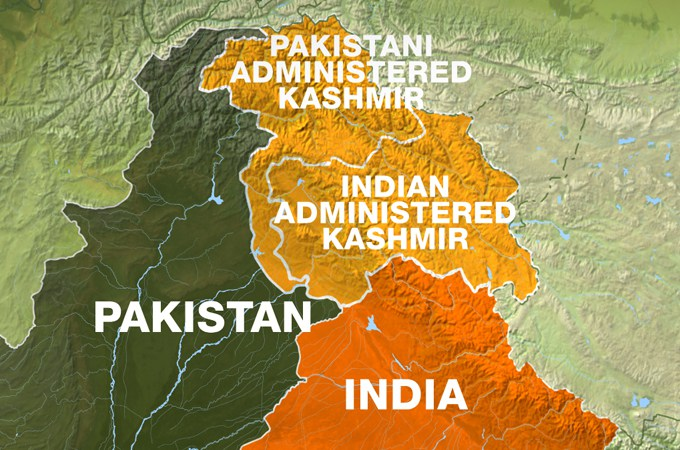 PAKISTANI
ADMINISTERED
KASHMIR
INDIAN
ADMINISTERED
KASHMIR
PAKISTAN
INDIA